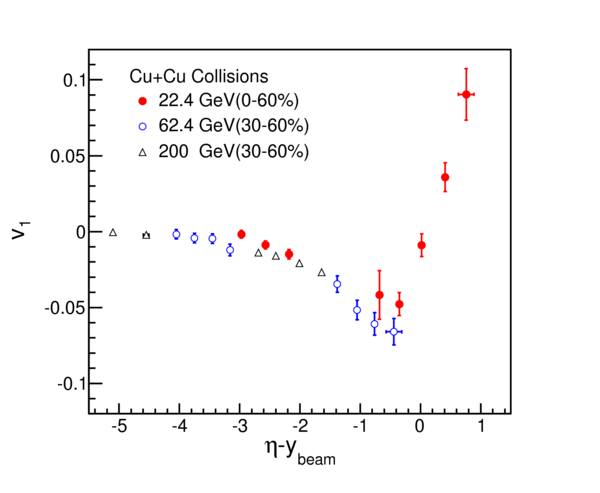 Cu+Cu Collisions
22.4 GeV(0-60%)
62.4 GeV(30-60%)
200 GeV(30-60%)
0.1
0.05
0
-0.05
-0.1
v1
-5 -4 -3 -2 -1 0 1
η-ybeam